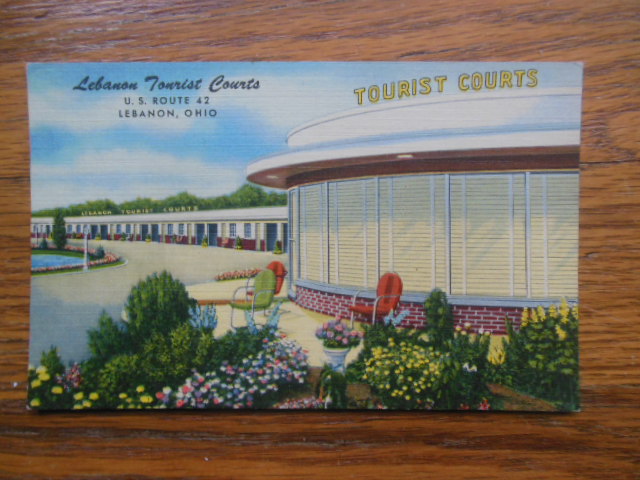 Lebanon Tourist Courts
U. S. ROUTE 42
LEBANON, OHIO
TOURIST COURTS
LEBANON TOURIST COURTS